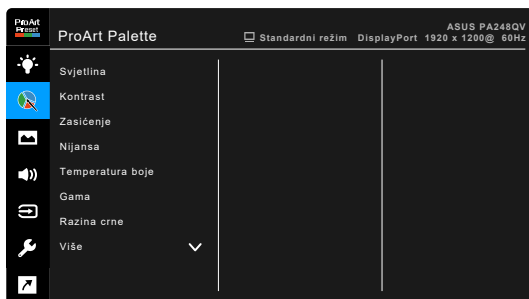 ProArt
Preset
ProArt Palette
Standardni režim DisplayPort 1920 x 1200@ 60Hz
ASUS PA248QV
Svjetlina
Kontrast
Zasićenje
Nijansa
Temperatura boje
Gama
Razina crne
Više